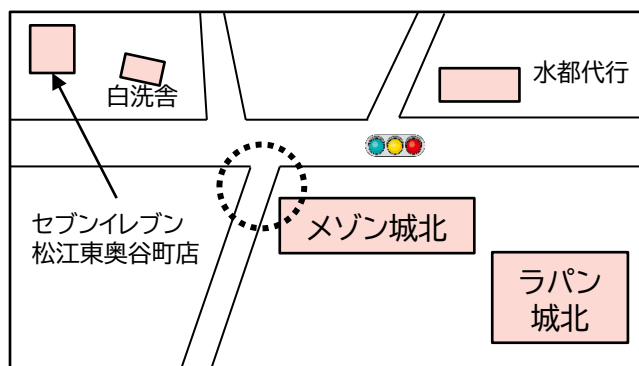 白洗舎
水都代行
セブンイレブン
松江東奥谷町店
メゾン城北
ラパン
城北